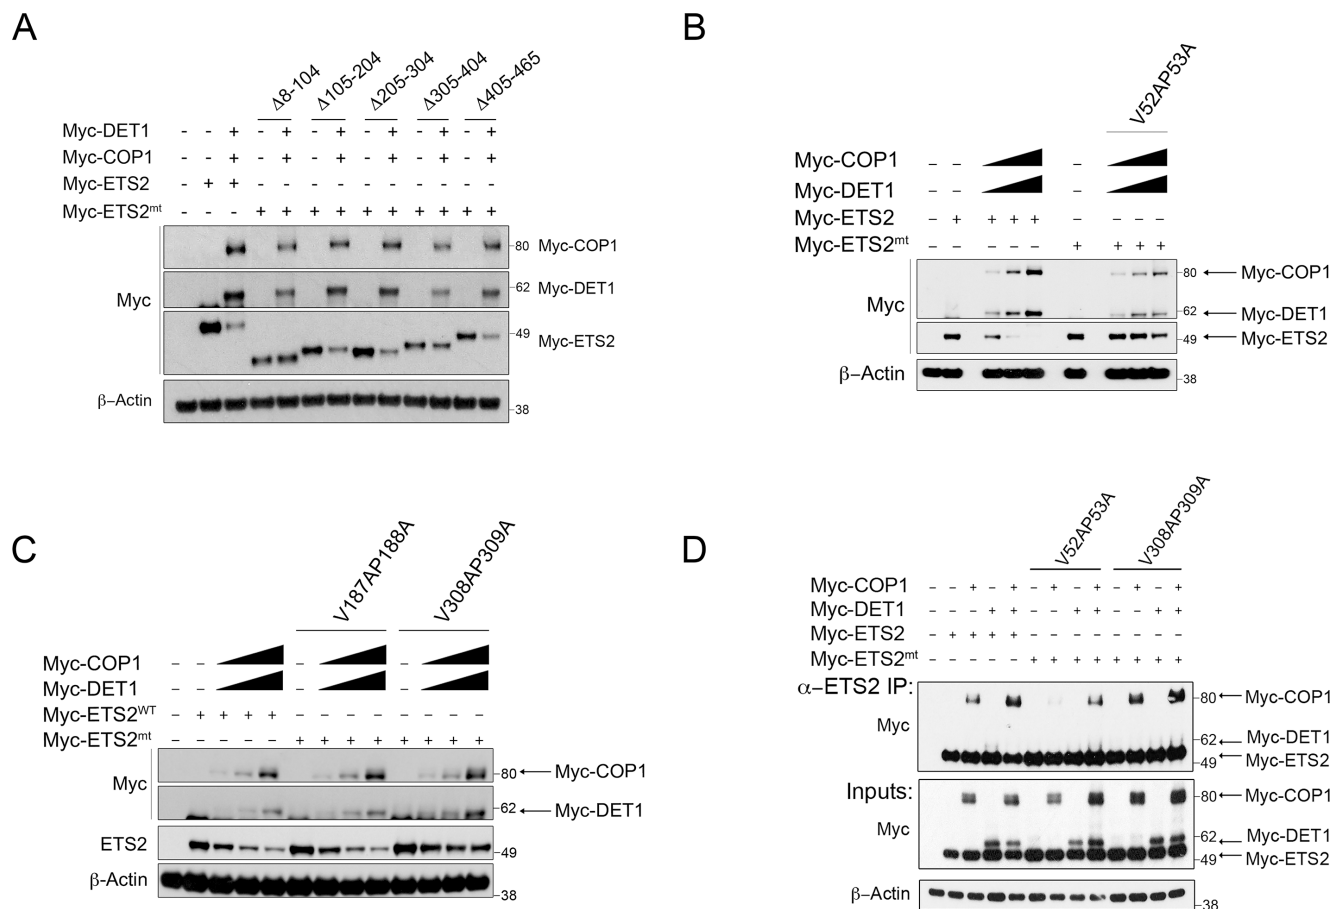 A
Δ8-104 Δ105-204 Δ205-304 Δ305-404 Δ405-465
Myc-DET1 - - + - + - + - + - + - +
Myc-COP1 - - + - + - + - + - + - +
Myc-ETS2 - + + - - - - - - - - - -
Myc-ETS2mt - - - + + + + + + + + + +
Myc
80 Myc-COP1
62 Myc-DET1
49 Myc-ETS2
β–Actin
38
B
V52AP53A
Myc-COP1 – – –
Myc-DET1 – – –
Myc-ETS2 – + + + + – – – –
Myc-ETS2mt – – – – – + + + +
Myc
80 Myc-COP1
62 Myc-DET1
49 Myc-ETS2
β–Actin
38
C
V187AP188A V308AP309A
Myc-COP1 – – – –
Myc-DET1 – – – –
Myc-ETS2WT – + + + + – – – – – – – –
Myc-ETS2mt – – – – – + + + + + + + +
Myc
80 Myc-COP1
62 Myc-DET1
ETS2
49
β-Actin
38
D
V52AP53A V308AP309A
Myc-COP1 – – + – + – + – + – + – +
Myc-DET1 – – – + + – – + + – – + +
Myc-ETS2 – + + + + – – – – – – – –
Myc-ETS2mt – – – – – + + + + + + + +
α–ETS2 IP:
Myc
80 Myc-COP1
62 Myc-DET1
49 Myc-ETS2
Inputs:
Myc
80 Myc-COP1
62 Myc-DET1
49 Myc-ETS2
β–Actin
38